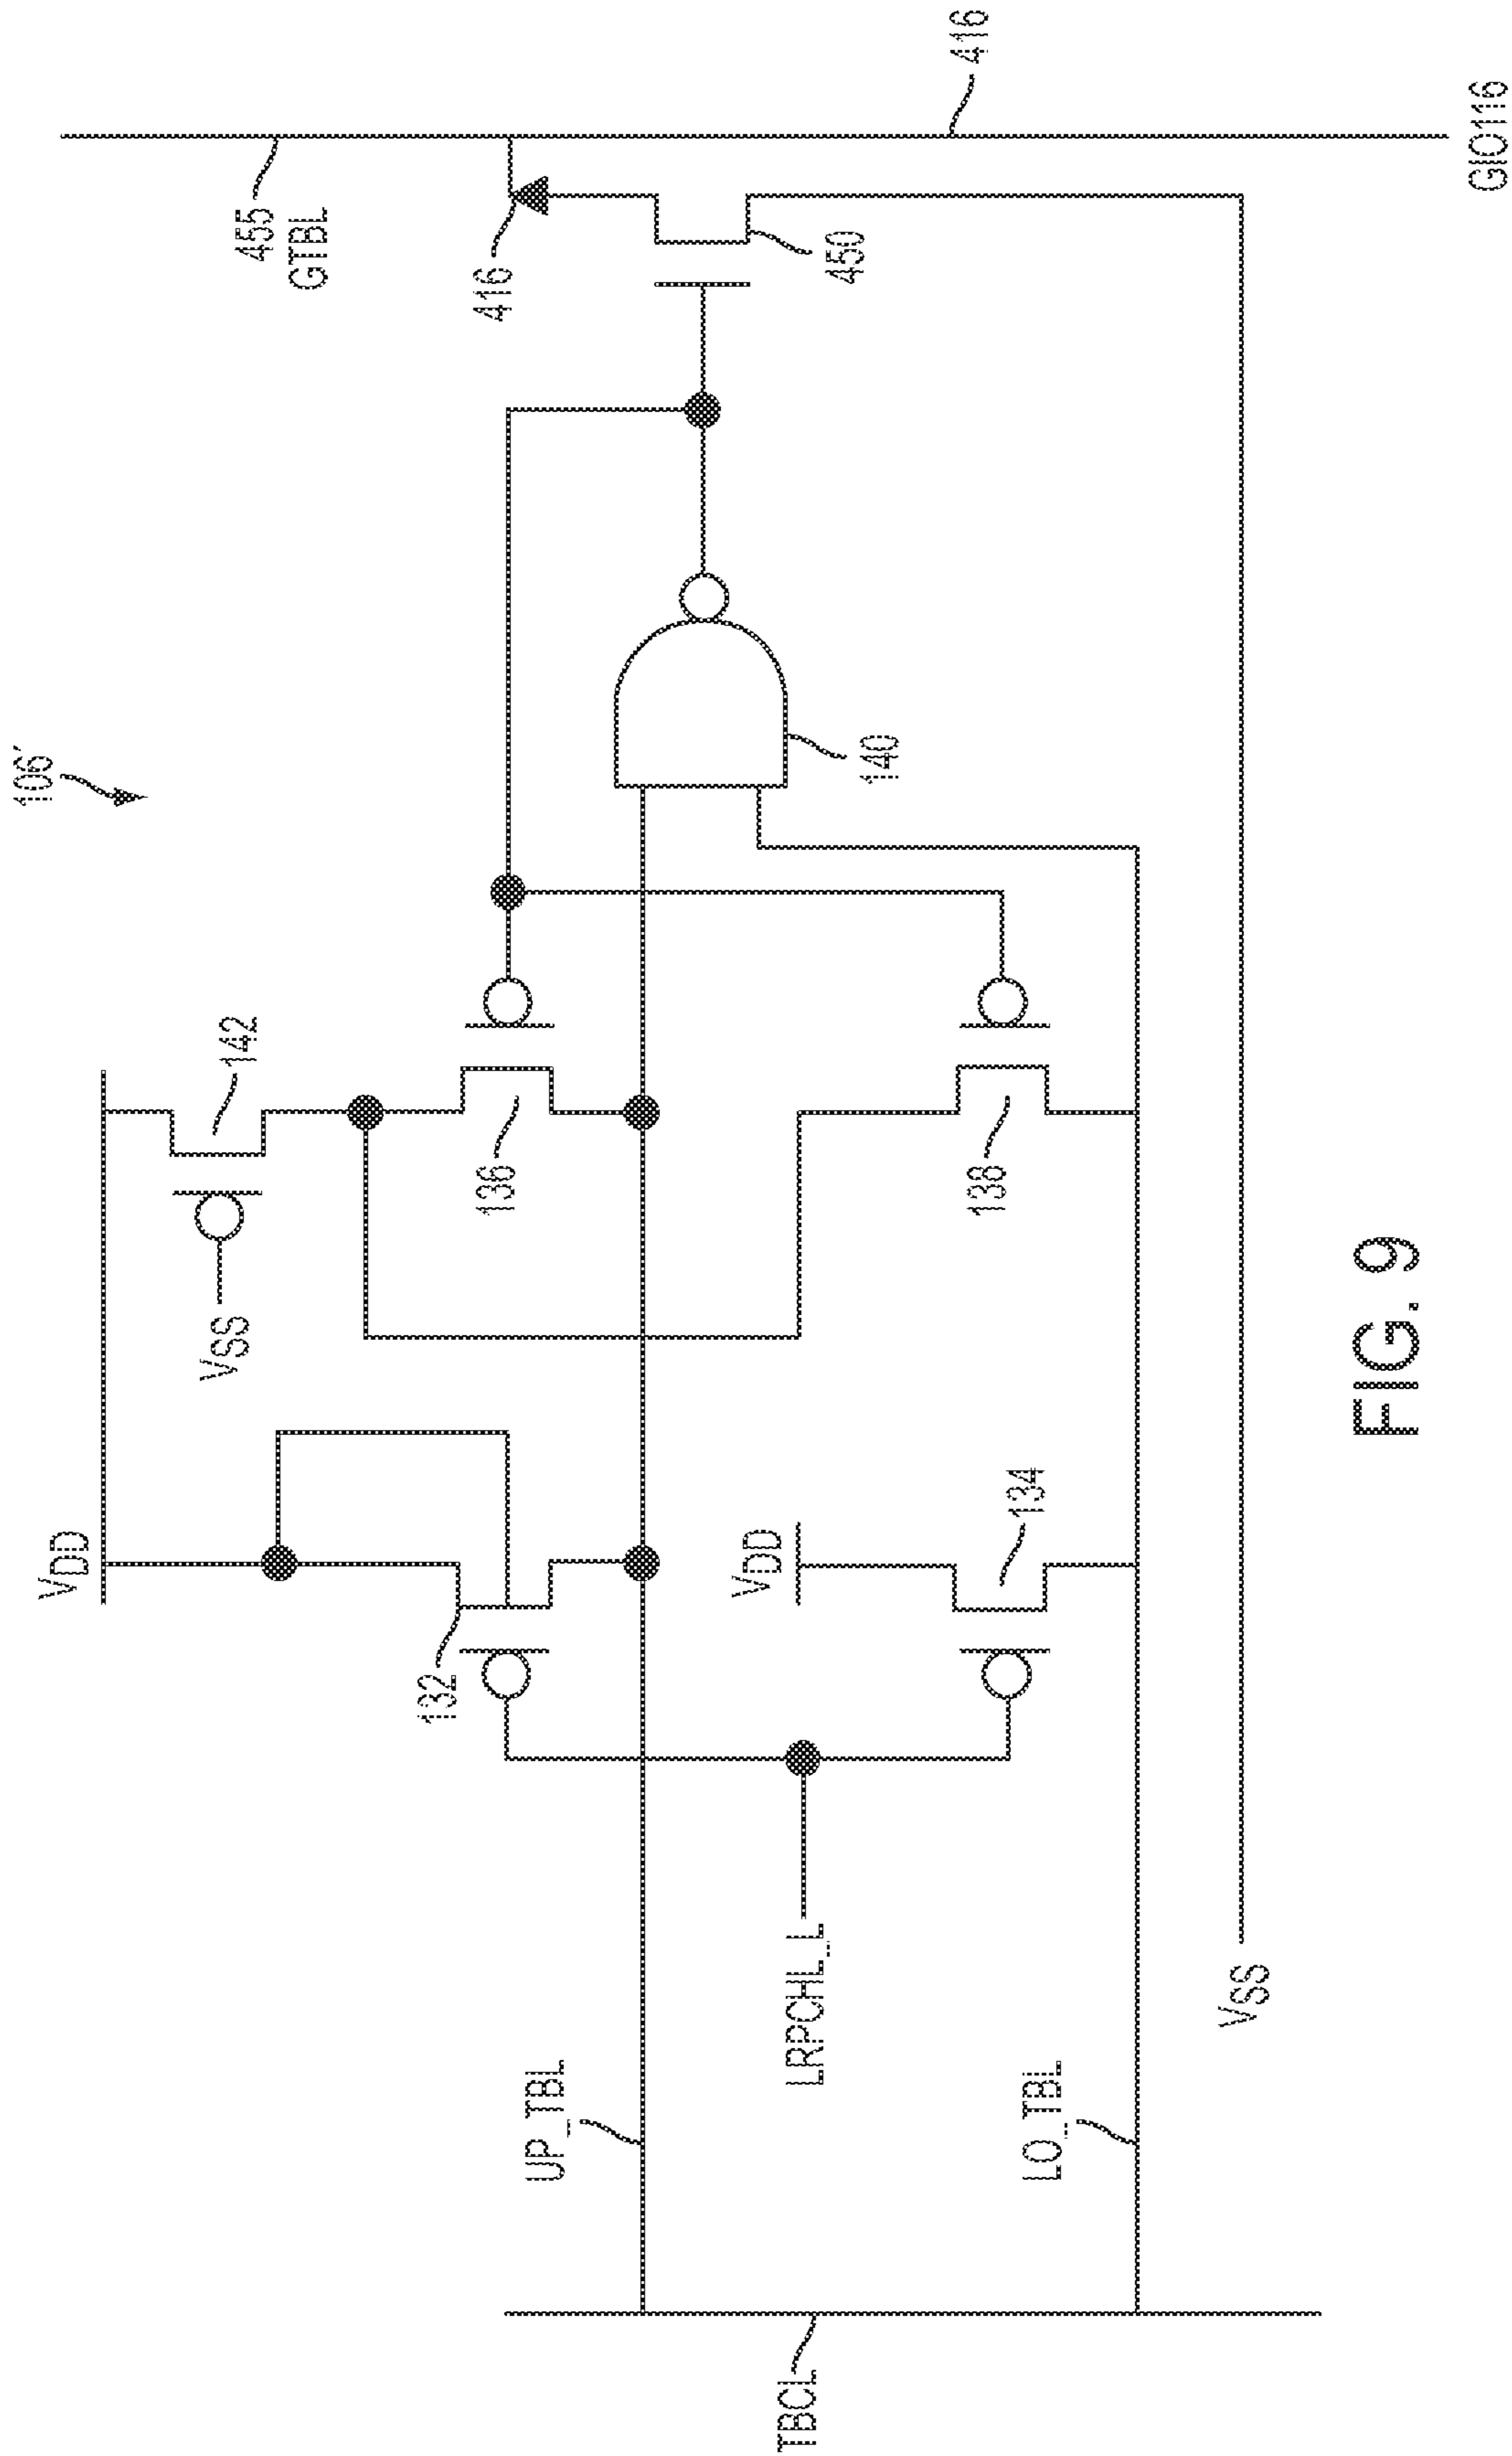 106'
VDD
VSS
142
132
136
UP_TBL
LRPCHL_L
VDD
134
138
LO_TBL
TBCL
140
VSS
455
GTBL
416
450
416
GIO116
FIG. 9